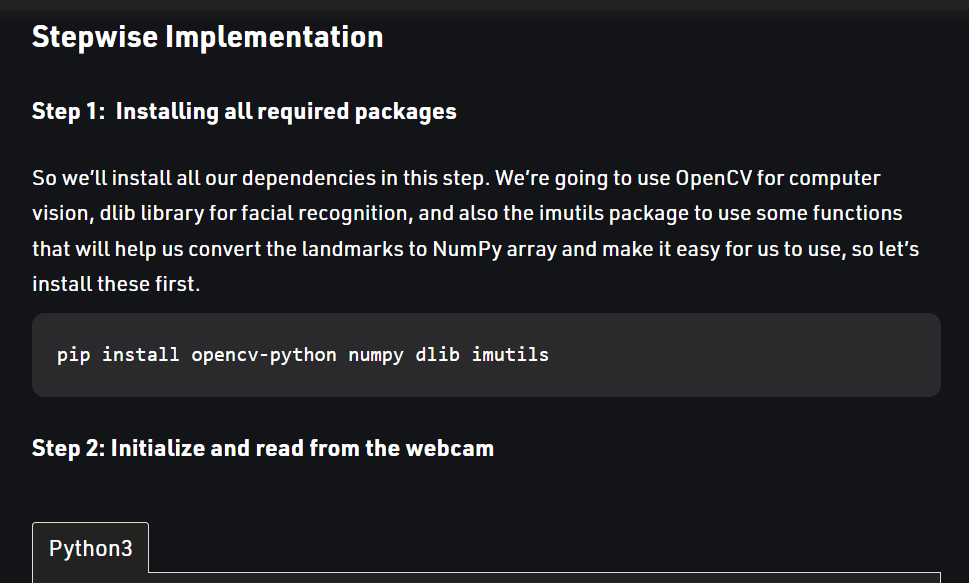 Stepwise Implementation
Step 1:  Installing all required packages
So we’ll install all our dependencies in this step. We’re going to use OpenCV for computer
vision, dlib library for facial recognition, and also the imutils package to use some functions
that will help us convert the landmarks to NumPy array and make it easy for us to use, so let’s
install these first.
pip install opencv-python numpy dlib imutils
Step 2: Initialize and read from the webcam
Python3